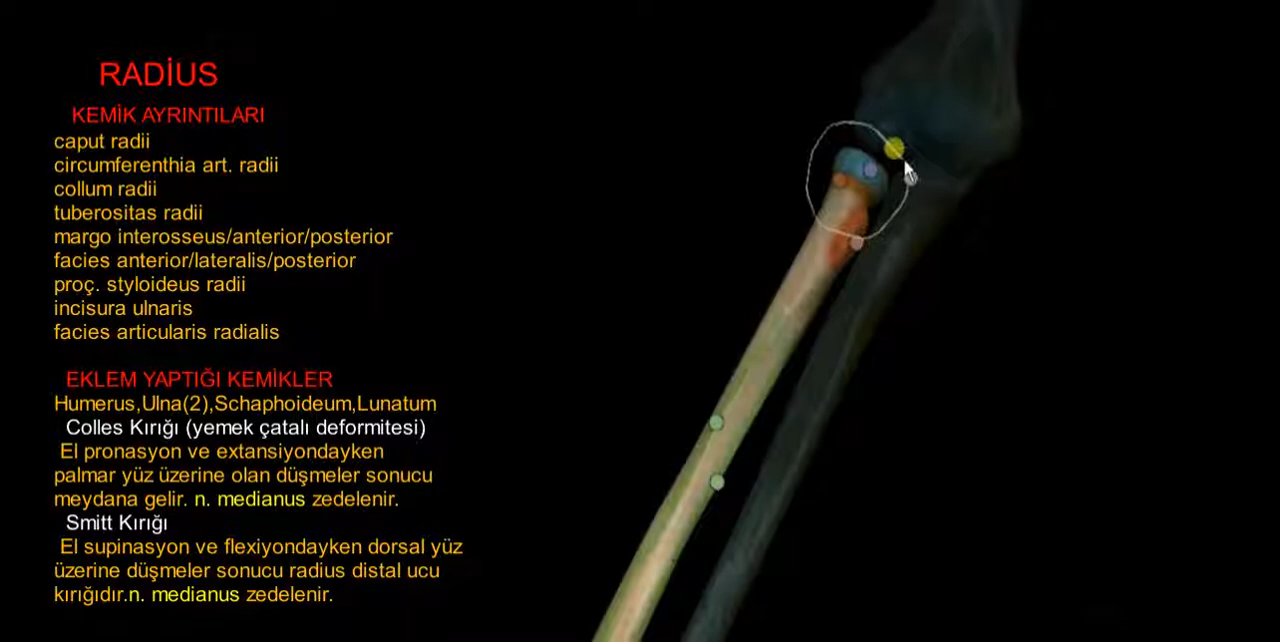 RADİUS
KEMİK AYRINTILARI
caput radii
circumferenthia art. radii
collum radii
tuberositas radii
margo interosseus/anterior/posterior
facies anterior/lateralis/posterior
proç. styloideus radii
incisura ulnaris
facies articularis radialis
EKLEM YAPTIĞI KEMİKLER
Humerus,Ulna(2),Schaphoideum,Lunatum
Colles Kırığı (yemek çatalı deformitesi)
El pronasyon ve extansiyondayken
palmar yüz üzerine olan düşmeler sonucu
meydana gelir. n. medianus zedelenir.
Smitt Kırığı
El supinasyon ve flexiyondayken dorsal yüz
üzerine düşmeler sonucu radius distal ucu
kırığıdır.n. medianus zedelenir.